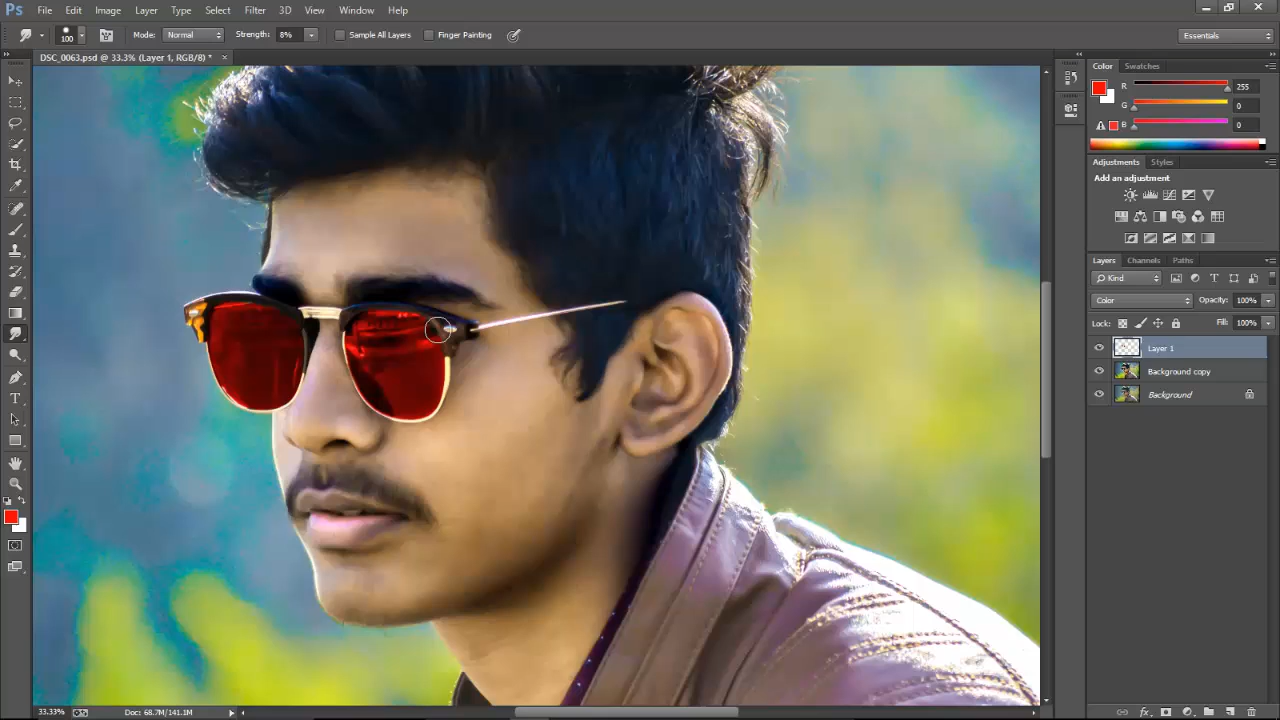 Ps File Edit Image Layer Type Select Filter 3D View Window Help
100 Mode: Normal Strength: 8% Sample All Layers Finger Painting Essentials
DSC_0063.psd @ 33.3% (Layer 1, RGB/8) *
Color Swatches
R 255
G 0
B 0
Adjustments Styles
Add an adjustment
Layers Channels Paths
Kind
Color Opacity: 100%
Lock: Fill: 100%
Layer 1
Background copy
Background
33.33% Doc: 68.7M/141.1M